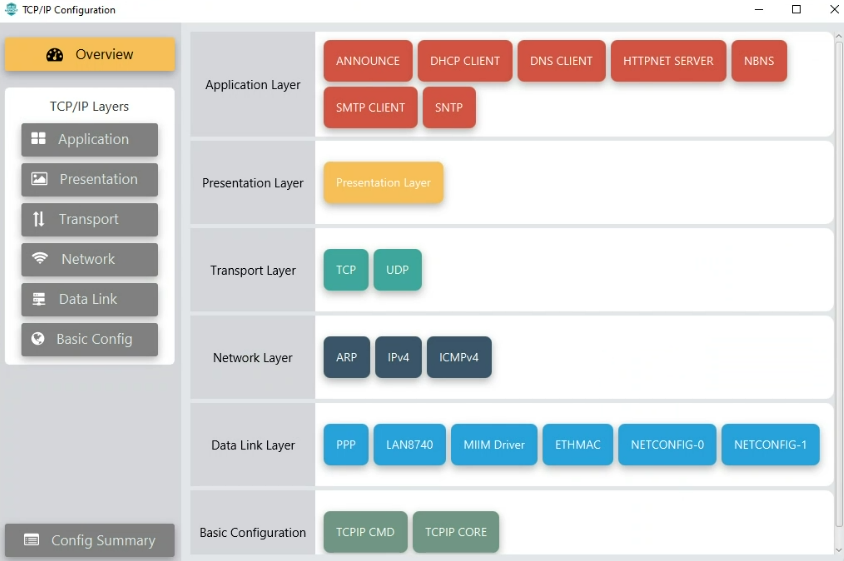 TCP/IP Configuration
Overview
TCP/IP Layers
Application
Presentation
Transport
Network
Data Link
Basic Config
Config Summary
Application Layer
ANNOUNCE DHCP CLIENT DNS CLIENT HTTPNET SERVER NBNS
SMTP CLIENT SNTP
Presentation Layer
Presentation Layer
Transport Layer
TCP UDP
Network Layer
ARP IPv4 ICMPv4
Data Link Layer
PPP LAN8740 MIIM Driver ETHMAC NETCONFIG-0 NETCONFIG-1
Basic Configuration
TCPIP CMD TCPIP CORE